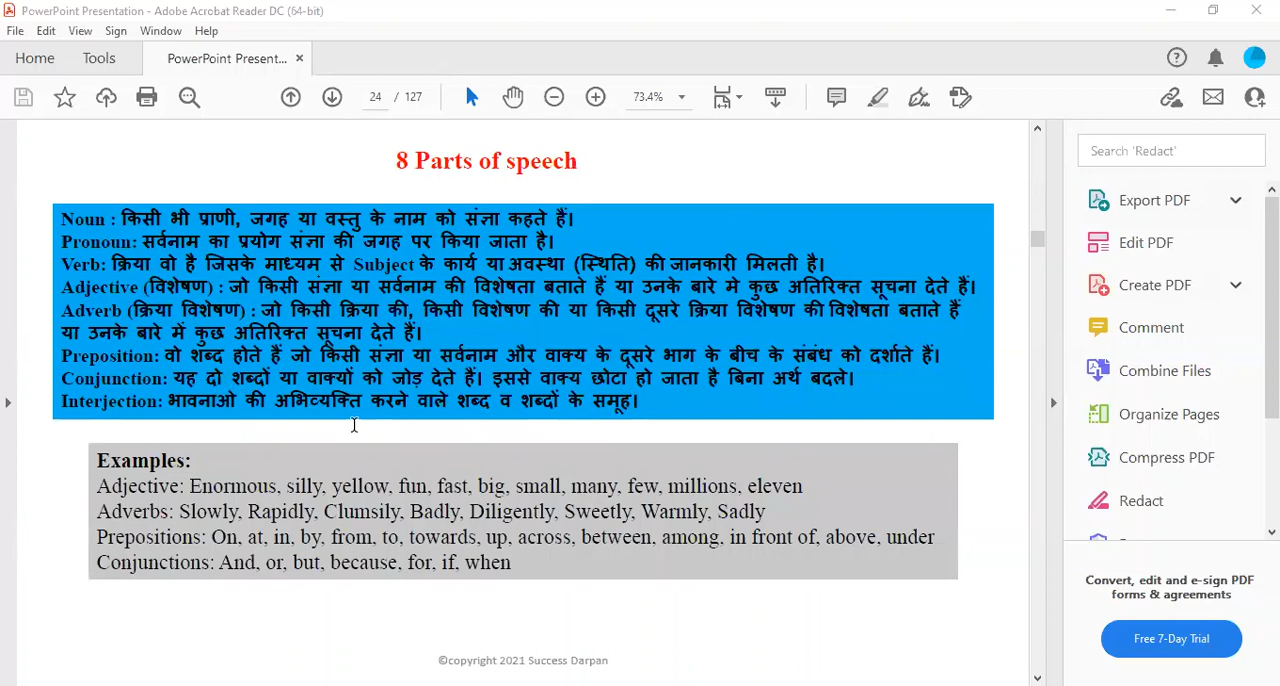 PowerPoint Presentation - Adobe Acrobat Reader DC (64-bit)
File Edit View Sign Window Help
Home Tools PowerPoint Present... ×
24 / 127 73.4%
8 Parts of speech
Noun : किसी भी प्राणी, जगह या वस्तु के नाम को संज्ञा कहते हैं।
Pronoun: सर्वनाम का प्रयोग संज्ञा की जगह पर किया जाता है।
Verb: क्रिया वो है जिसके माध्यम से Subject के कार्य या अवस्था (स्थिति) की जानकारी मिलती है।
Adjective (विशेषण) : जो किसी संज्ञा या सर्वनाम की विशेषता बताते हैं या उनके बारे मे कुछ अतिरिक्त सूचना देते हैं।
Adverb (क्रिया विशेषण) : जो किसी क्रिया की, किसी विशेषण की या किसी दूसरे क्रिया विशेषण की विशेषता बताते हैं
या उनके बारे में कुछ अतिरिक्त सूचना देते हैं।
Preposition: वो शब्द होते हैं जो किसी संज्ञा या सर्वनाम और वाक्य के दूसरे भाग के बीच के संबंध को दर्शाते हैं।
Conjunction: यह दो शब्दों या वाक्यों को जोड़ देते हैं। इससे वाक्य छोटा हो जाता है बिना अर्थ बदले।
Interjection: भावनाओ की अभिव्यक्ति करने वाले शब्द व शब्दों के समूह।
Examples:
Adjective: Enormous, silly, yellow, fun, fast, big, small, many, few, millions, eleven
Adverbs: Slowly, Rapidly, Clumsily, Badly, Diligently, Sweetly, Warmly, Sadly
Prepositions: On, at, in, by, from, to, towards, up, across, between, among, in front of, above, under
Conjunctions: And, or, but, because, for, if, when
©copyright 2021 Success Darpan
Search 'Redact'
Export PDF
Edit PDF
Create PDF
Comment
Combine Files
Organize Pages
Compress PDF
Redact
Convert, edit and e-sign PDF
forms & agreements
Free 7-Day Trial